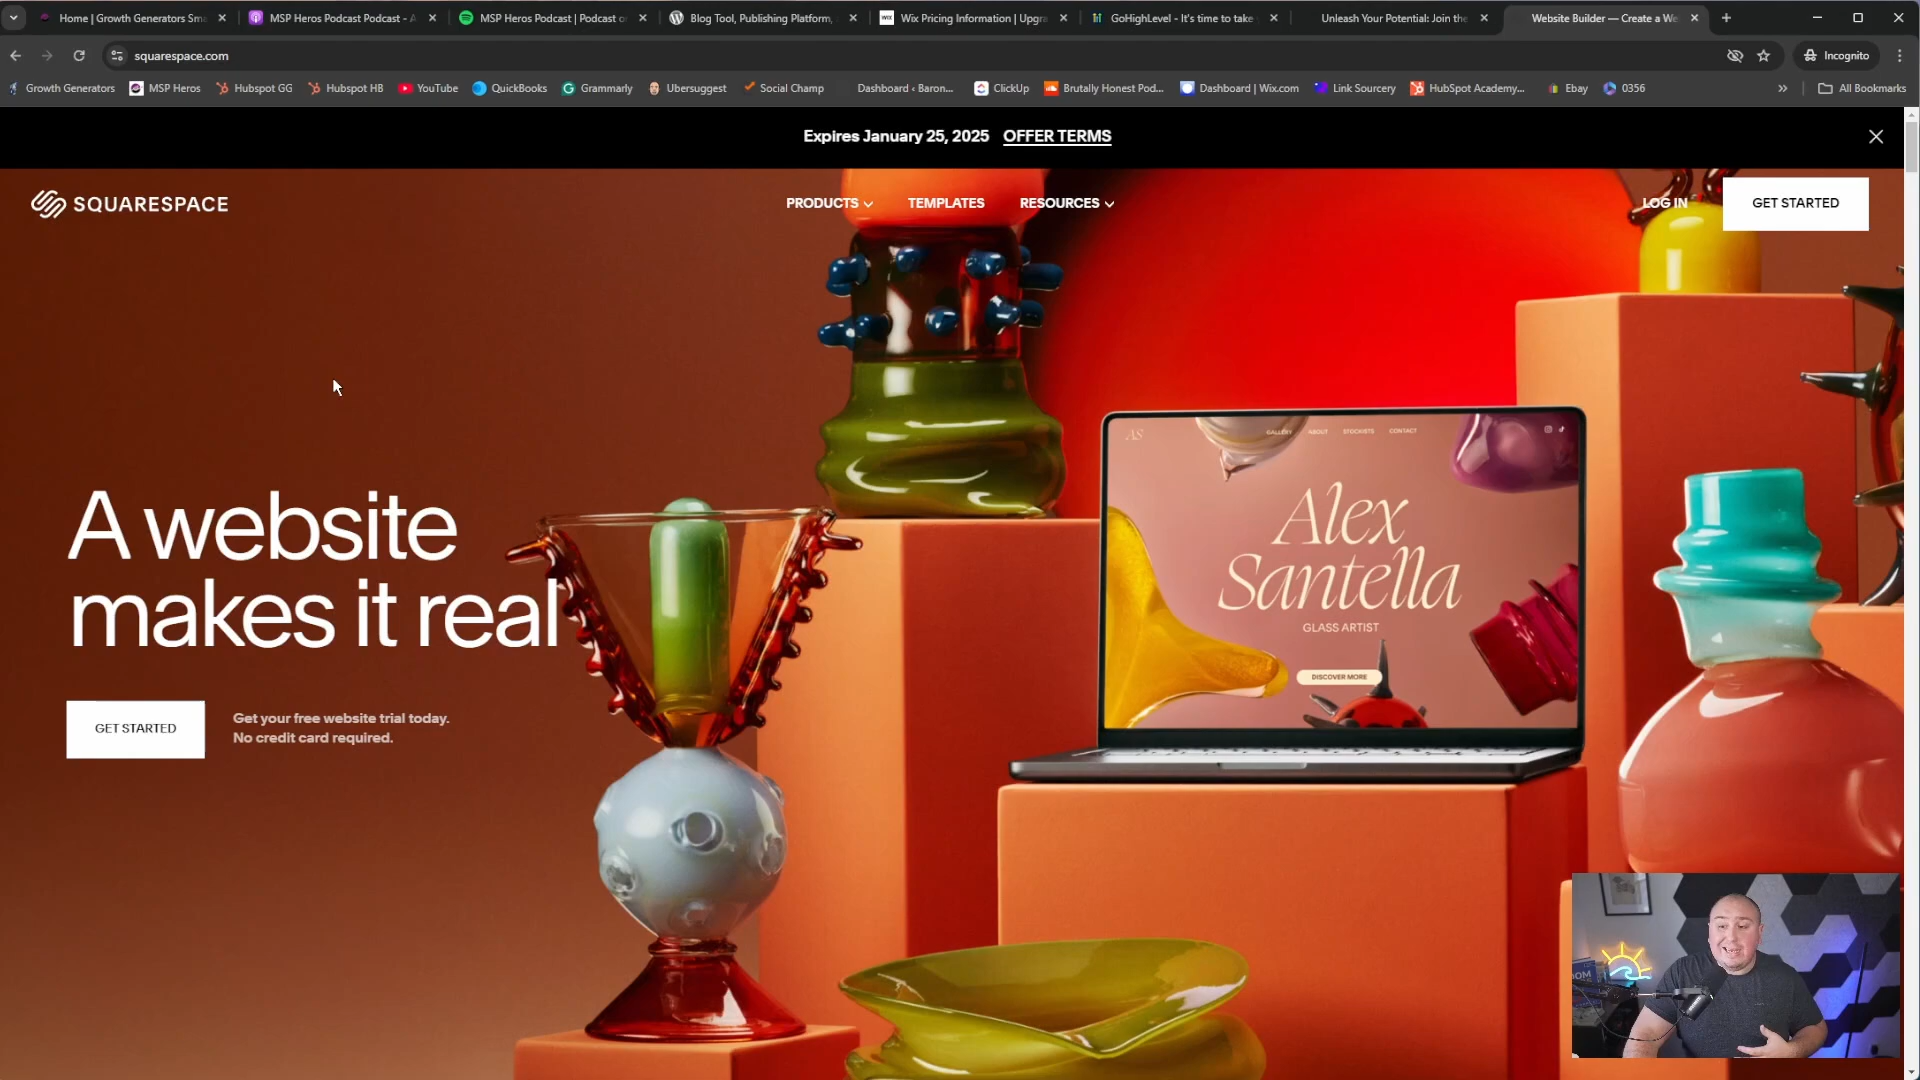 Home | Growth Generators Sma
MSP Heros Podcast Podcast - A
MSP Heros Podcast | Podcast o
Blog Tool, Publishing Platform,
Wix Pricing Information | Upgra
GoHighLevel - It's time to take
Unleash Your Potential: Join the
Website Builder — Create a We
squarespace.com
Incognito
Growth Generators
MSP Heros
Hubspot GG
Hubspot HB
YouTube
QuickBooks
Grammarly
Ubersuggest
Social Champ
Dashboard ‹ Baron...
ClickUp
Brutally Honest Pod...
Dashboard | Wix.com
Link Sourcery
HubSpot Academy...
Ebay
0356
All Bookmarks
Expires January 25, 2025 OFFER TERMS
SQUARESPACE
PRODUCTS
TEMPLATES
RESOURCES
LOG IN
GET STARTED
A website
makes it real
GET STARTED
Get your free website trial today.
No credit card required.
AS
GALLERY ABOUT STOCKISTS CONTACT
Alex
Santella
GLASS ARTIST
DISCOVER MORE